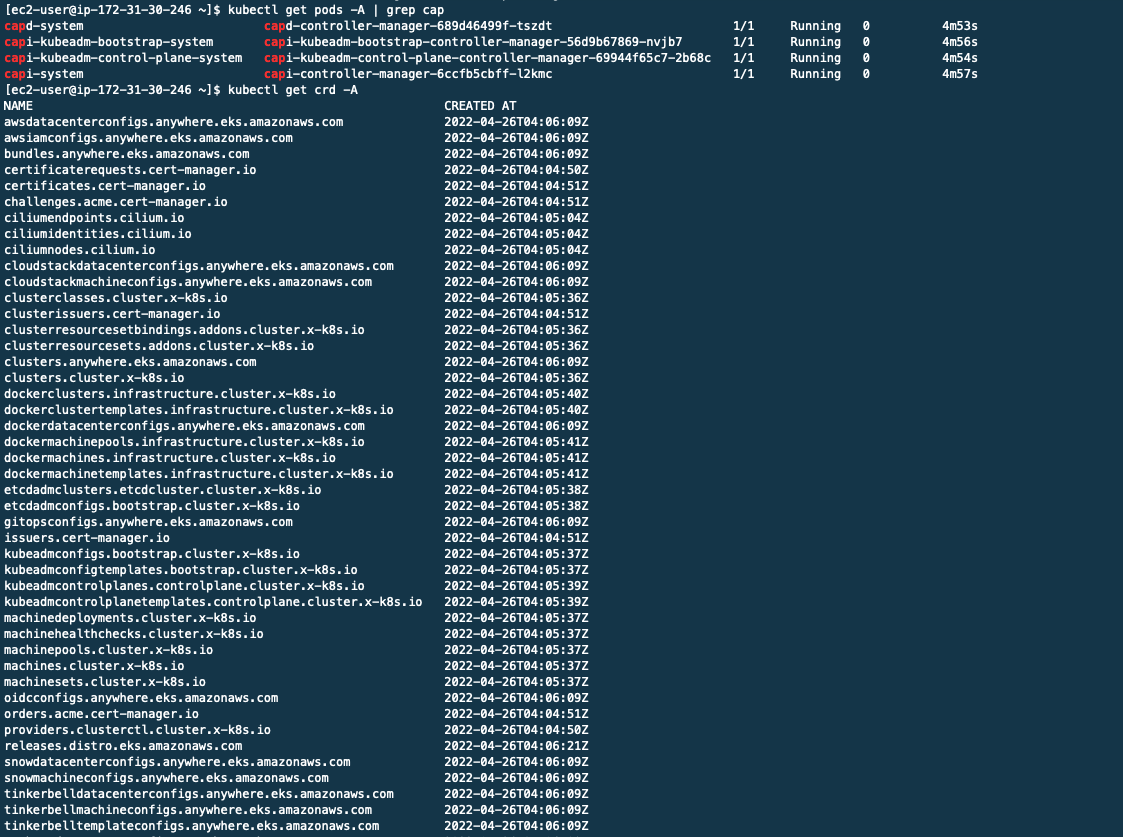 [ec2-user@ip-172-31-30-246 ~]$ kubectl get pods -A | grep cap
capd-system capd-controller-manager-689d46499f-tszdt 1/1 Running 0 4m53s
capi-kubeadm-bootstrap-system capi-kubeadm-bootstrap-controller-manager-56d9b67869-nvjb7 1/1 Running 0 4m56s
capi-kubeadm-control-plane-system capi-kubeadm-control-plane-controller-manager-69944f65c7-2b68c 1/1 Running 0 4m54s
capi-system capi-controller-manager-6ccfb5cbff-l2kmc 1/1 Running 0 4m57s
[ec2-user@ip-172-31-30-246 ~]$ kubectl get crd -A
NAME CREATED AT
awsdatacenterconfigs.anywhere.eks.amazonaws.com 2022-04-26T04:06:09Z
awsiamconfigs.anywhere.eks.amazonaws.com 2022-04-26T04:06:09Z
bundles.anywhere.eks.amazonaws.com 2022-04-26T04:06:09Z
certificaterequests.cert-manager.io 2022-04-26T04:04:50Z
certificates.cert-manager.io 2022-04-26T04:04:51Z
challenges.acme.cert-manager.io 2022-04-26T04:04:51Z
ciliumendpoints.cilium.io 2022-04-26T04:05:04Z
ciliumidentities.cilium.io 2022-04-26T04:05:04Z
ciliumnodes.cilium.io 2022-04-26T04:05:04Z
cloudstackdatacenterconfigs.anywhere.eks.amazonaws.com 2022-04-26T04:06:09Z
cloudstackmachineconfigs.anywhere.eks.amazonaws.com 2022-04-26T04:06:09Z
clusterclasses.cluster.x-k8s.io 2022-04-26T04:05:36Z
clusterissuers.cert-manager.io 2022-04-26T04:04:51Z
clusterresourcesetbindings.addons.cluster.x-k8s.io 2022-04-26T04:05:36Z
clusterresourcesets.addons.cluster.x-k8s.io 2022-04-26T04:05:36Z
clusters.anywhere.eks.amazonaws.com 2022-04-26T04:06:09Z
clusters.cluster.x-k8s.io 2022-04-26T04:05:36Z
dockerclusters.infrastructure.cluster.x-k8s.io 2022-04-26T04:05:40Z
dockerclustertemplates.infrastructure.cluster.x-k8s.io 2022-04-26T04:05:40Z
dockerdatacenterconfigs.anywhere.eks.amazonaws.com 2022-04-26T04:06:09Z
dockermachinepools.infrastructure.cluster.x-k8s.io 2022-04-26T04:05:41Z
dockermachines.infrastructure.cluster.x-k8s.io 2022-04-26T04:05:41Z
dockermachinetemplates.infrastructure.cluster.x-k8s.io 2022-04-26T04:05:41Z
etcdadmclusters.etcdcluster.cluster.x-k8s.io 2022-04-26T04:05:38Z
etcdadmconfigs.bootstrap.cluster.x-k8s.io 2022-04-26T04:05:38Z
gitopsconfigs.anywhere.eks.amazonaws.com 2022-04-26T04:06:09Z
issuers.cert-manager.io 2022-04-26T04:04:51Z
kubeadmconfigs.bootstrap.cluster.x-k8s.io 2022-04-26T04:05:37Z
kubeadmconfigtemplates.bootstrap.cluster.x-k8s.io 2022-04-26T04:05:37Z
kubeadmcontrolplanes.controlplane.cluster.x-k8s.io 2022-04-26T04:05:39Z
kubeadmcontrolplanetemplates.controlplane.cluster.x-k8s.io 2022-04-26T04:05:39Z
machinedeployments.cluster.x-k8s.io 2022-04-26T04:05:37Z
machinehealthchecks.cluster.x-k8s.io 2022-04-26T04:05:37Z
machinepools.cluster.x-k8s.io 2022-04-26T04:05:37Z
machines.cluster.x-k8s.io 2022-04-26T04:05:37Z
machinesets.cluster.x-k8s.io 2022-04-26T04:05:37Z
oidcconfigs.anywhere.eks.amazonaws.com 2022-04-26T04:06:09Z
orders.acme.cert-manager.io 2022-04-26T04:04:51Z
providers.clusterctl.cluster.x-k8s.io 2022-04-26T04:04:50Z
releases.distro.eks.amazonaws.com 2022-04-26T04:06:21Z
snowdatacenterconfigs.anywhere.eks.amazonaws.com 2022-04-26T04:06:09Z
snowmachineconfigs.anywhere.eks.amazonaws.com 2022-04-26T04:06:09Z
tinkerbelldatacenterconfigs.anywhere.eks.amazonaws.com 2022-04-26T04:06:09Z
tinkerbellmachineconfigs.anywhere.eks.amazonaws.com 2022-04-26T04:06:09Z
tinkerbelltemplateconfigs.anywhere.eks.amazonaws.com 2022-04-26T04:06:09Z